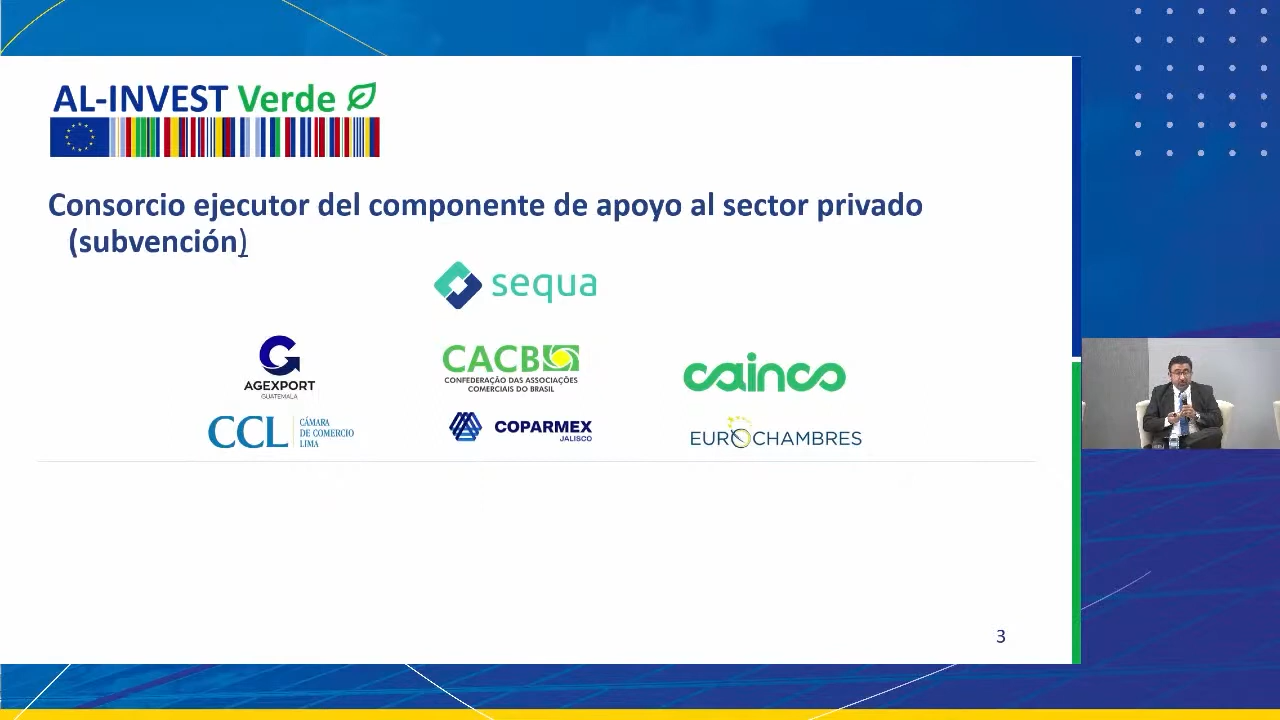 AL-INVEST Verde
Consorcio ejecutor del componente de apoyo al sector privado
(subvención)
sequa
AGEXPORT
GUATEMALA
CACB
CONFEDERAÇÃO DAS ASSOCIAÇÕES
COMERCIAIS DO BRASIL
cainco
CCL CÁMARA
DE COMERCIO
LIMA
COPARMEX
JALISCO
EUROCHAMBRES
3